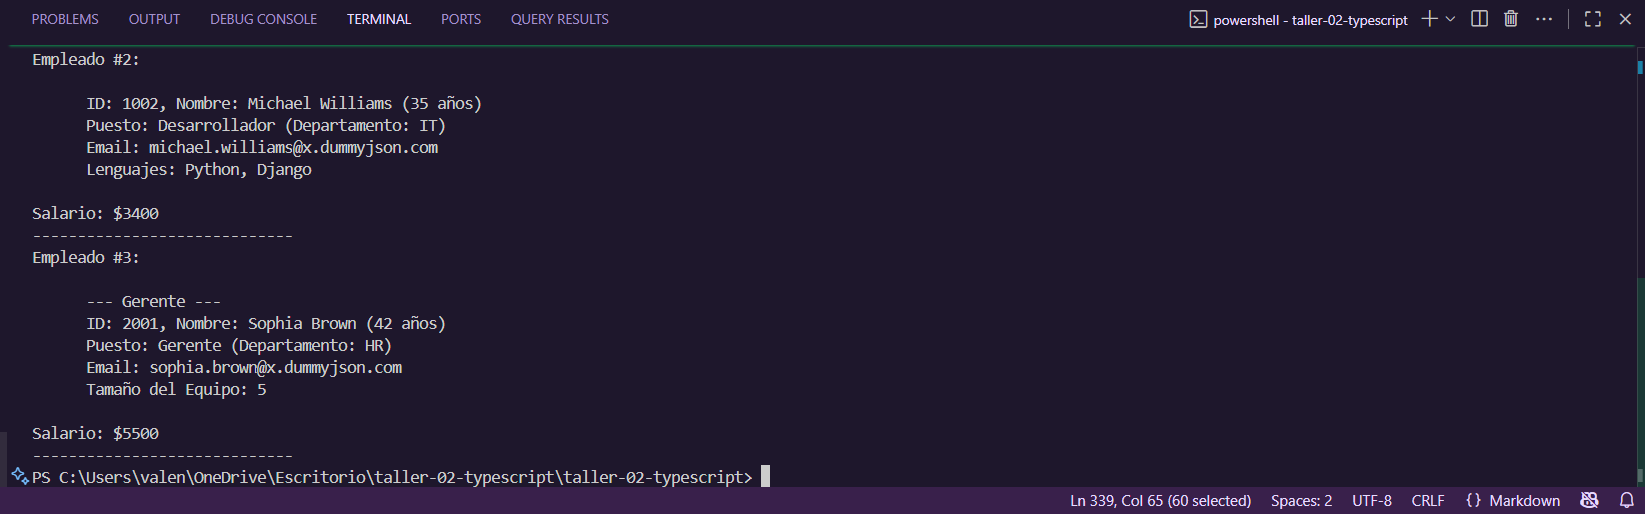 PROBLEMS OUTPUT DEBUG CONSOLE TERMINAL PORTS QUERY RESULTS powershell - taller-02-typescript
Empleado #2:
ID: 1002, Nombre: Michael Williams (35 años)
Puesto: Desarrollador (Departamento: IT)
Email: michael.williams@x.dummyjson.com
Lenguajes: Python, Django
Salario: $3400
-----------------------------
Empleado #3:
--- Gerente ---
ID: 2001, Nombre: Sophia Brown (42 años)
Puesto: Gerente (Departamento: HR)
Email: sophia.brown@x.dummyjson.com
Tamaño del Equipo: 5
Salario: $5500
-----------------------------
PS C:\Users\valen\OneDrive\Escritorio\taller-02-typescript\taller-02-typescript>
Ln 339, Col 65 (60 selected) Spaces: 2 UTF-8 CRLF {} Markdown